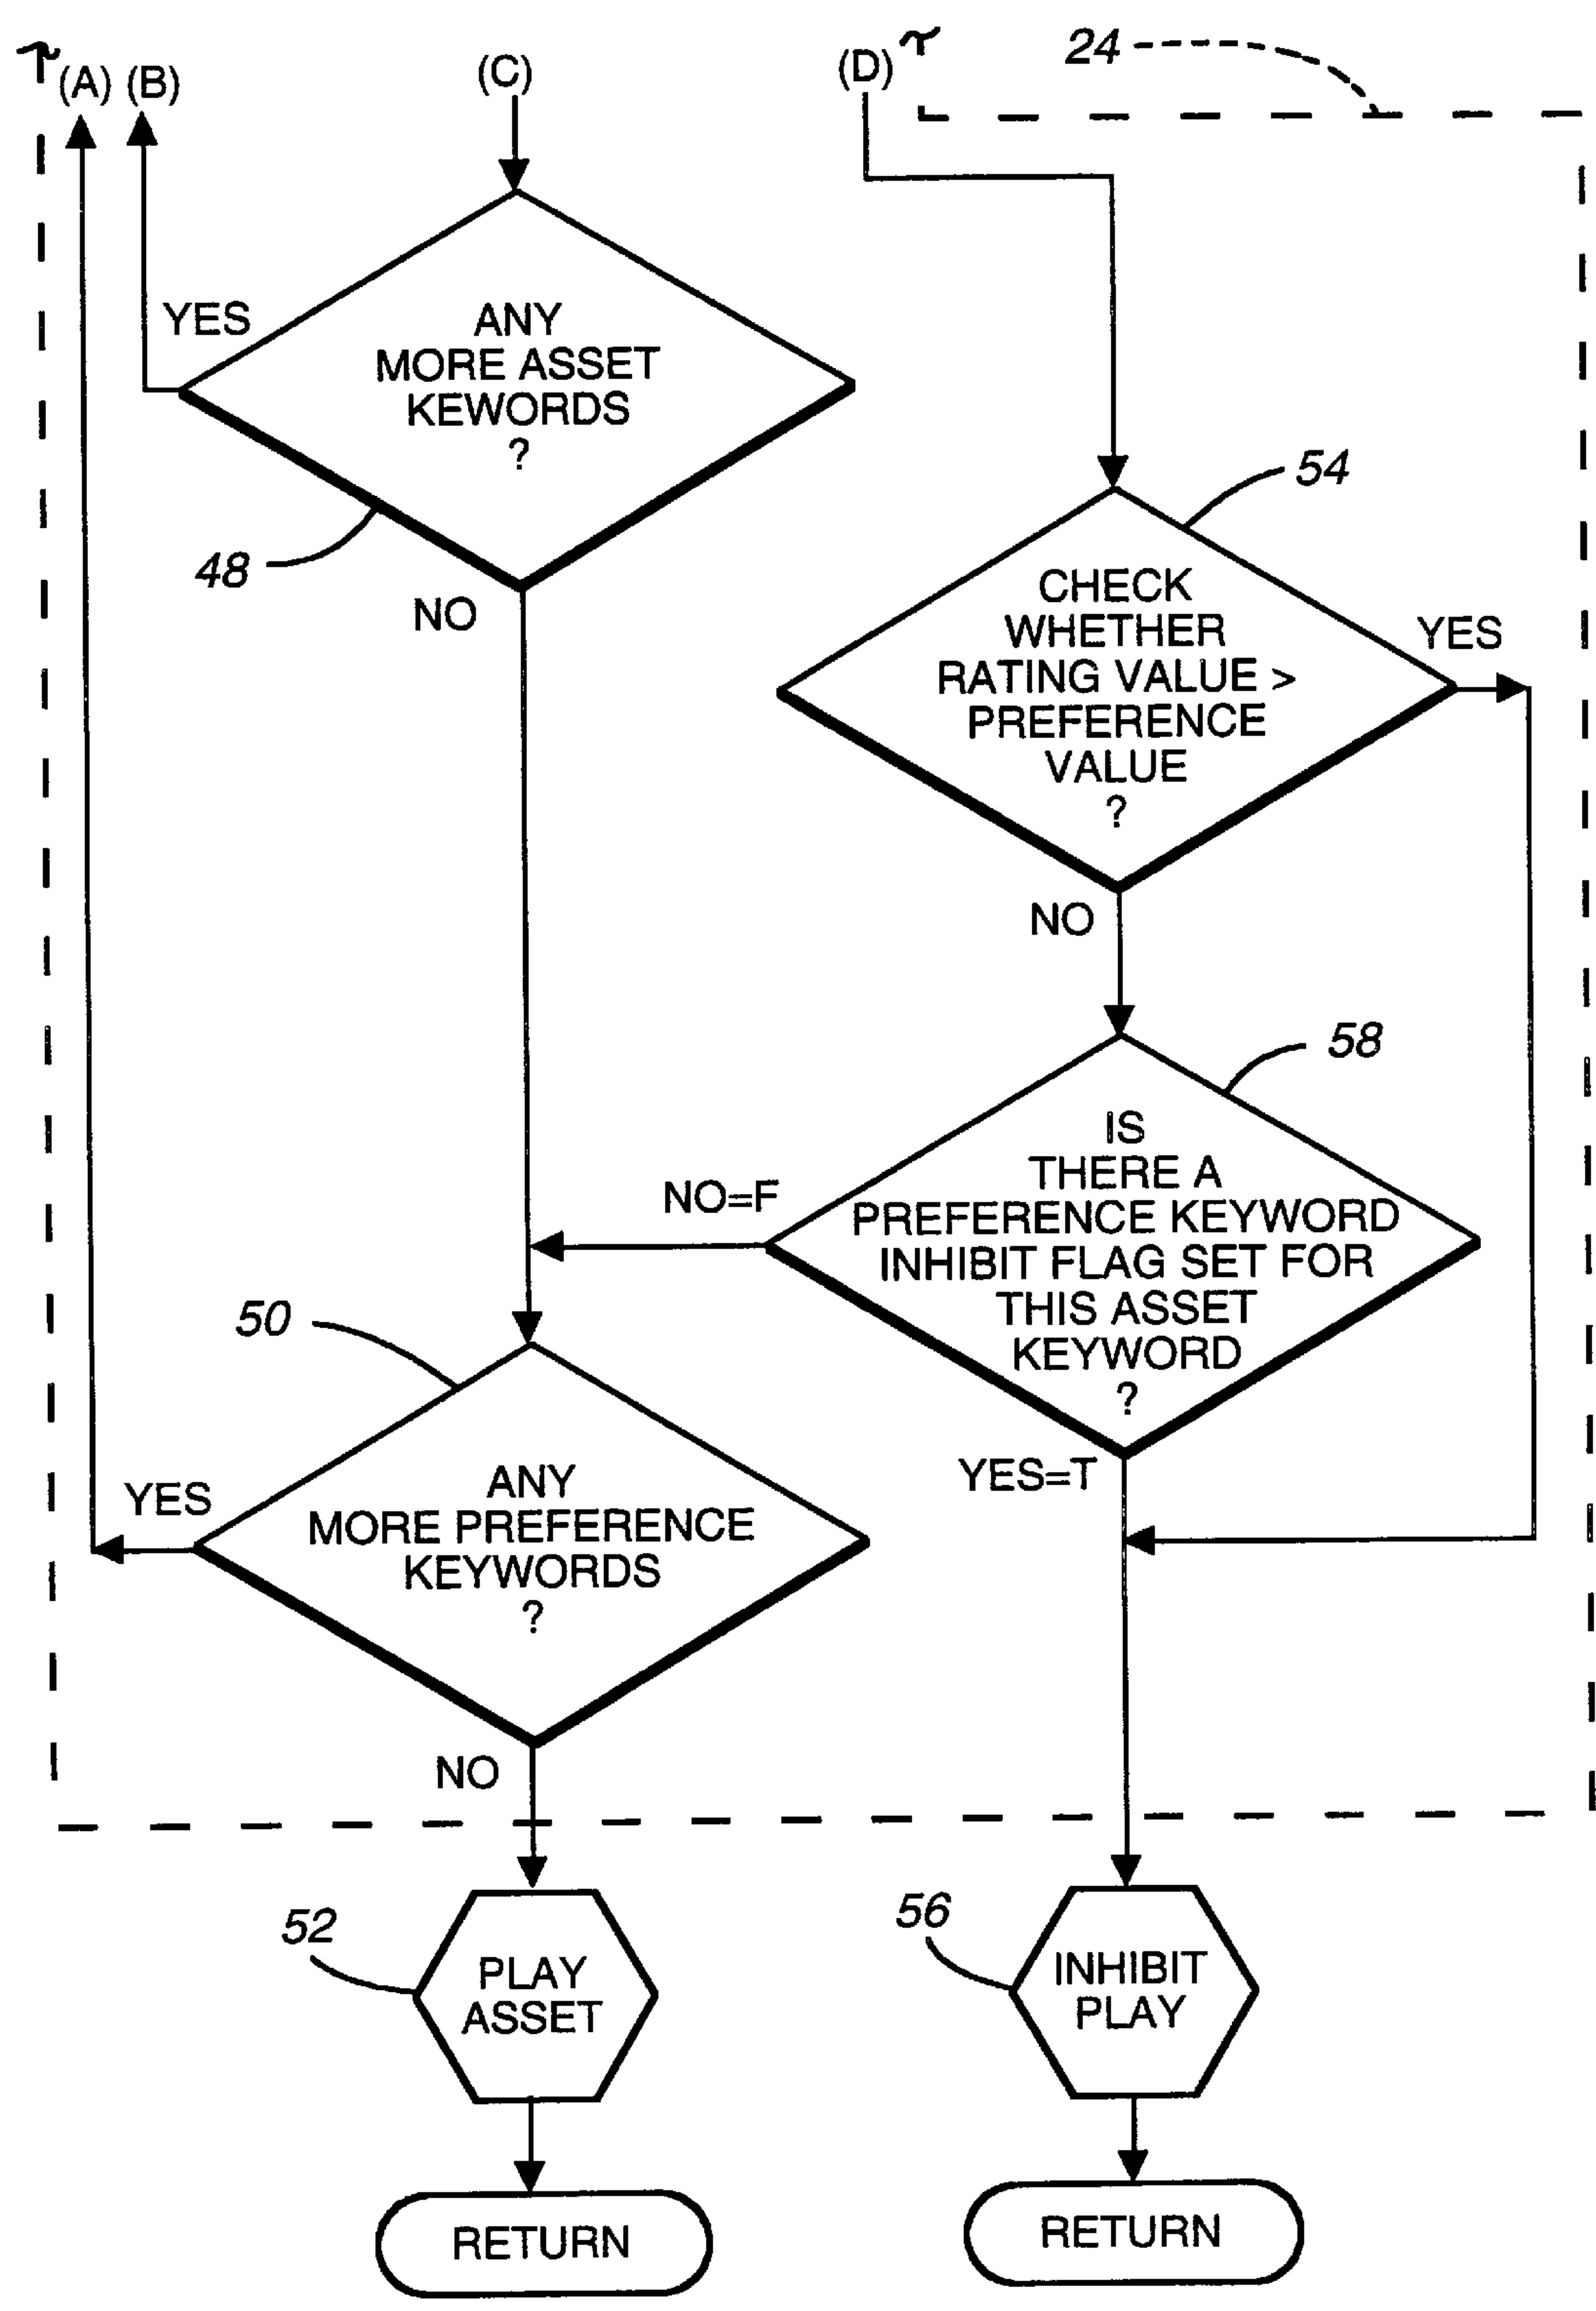 (A) (B)
(C)
(D)
24
YES
ANY
MORE ASSET
KEWORDS
?
48
NO
54
CHECK
WHETHER
RATING VALUE >
PREFERENCE
VALUE
?
YES
NO
58
IS
THERE A
PREFERENCE KEYWORD
INHIBIT FLAG SET FOR
THIS ASSET
KEYWORD
?
NO=F
YES=T
50
ANY
MORE PREFERENCE
KEYWORDS
?
YES
NO
52
PLAY
ASSET
56
INHIBIT
PLAY
RETURN
RETURN